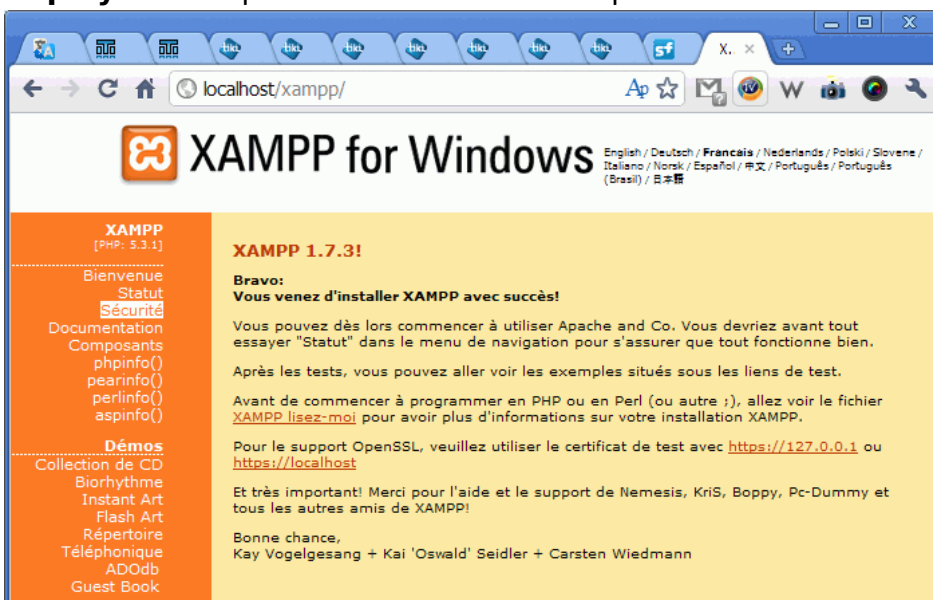 sf X.
localhost/xampp/
XAMPP for Windows
English / Deutsch / Francais / Nederlands / Polski / Slovene /
Italiano / Norsk / Español / 中文 / Português / Português
(Brasil) / 日本語
XAMPP
[PHP: 5.3.1]
Bienvenue
Statut
Sécurité
Documentation
Composants
phpinfo()
pearinfo()
perlinfo()
aspinfo()
Démos
Collection de CD
Biorhythme
Instant Art
Flash Art
Répertoire
Téléphonique
ADOdb
Guest Book
XAMPP 1.7.3!
Bravo:
Vous venez d'installer XAMPP avec succès!
Vous pouvez dès lors commencer à utiliser Apache and Co. Vous devriez avant tout
essayer "Statut" dans le menu de navigation pour s'assurer que tout fonctionne bien.
Après les tests, vous pouvez aller voir les exemples situés sous les liens de test.
Avant de commencer à programmer en PHP ou en Perl (ou autre ;), allez voir le fichier
XAMPP lisez-moi pour avoir plus d'informations sur votre installation XAMPP.
Pour le support OpenSSL, veuillez utiliser le certificat de test avec https://127.0.0.1 ou
https://localhost
Et très important! Merci pour l'aide et le support de Nemesis, KriS, Boppy, Pc-Dummy et
tous les autres amis de XAMPP!
Bonne chance,
Kay Vogelgesang + Kai 'Oswald' Seidler + Carsten Wiedmann